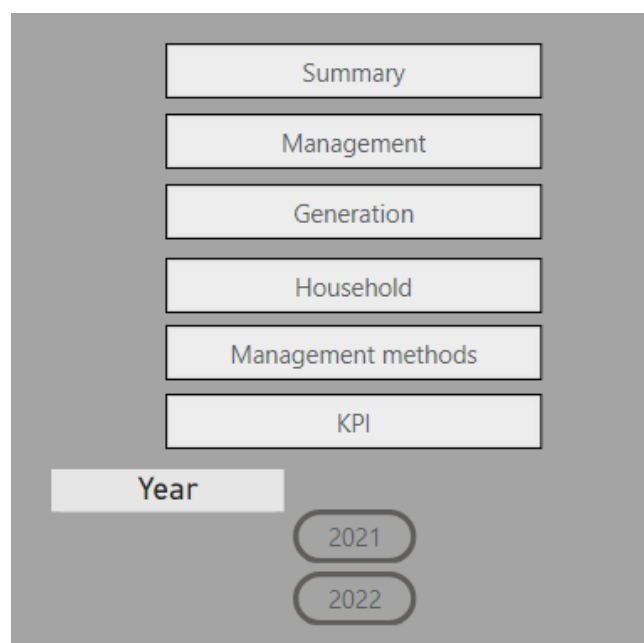 Summary
Management
Generation
Household
Management methods
KPI
Year
2021
2022